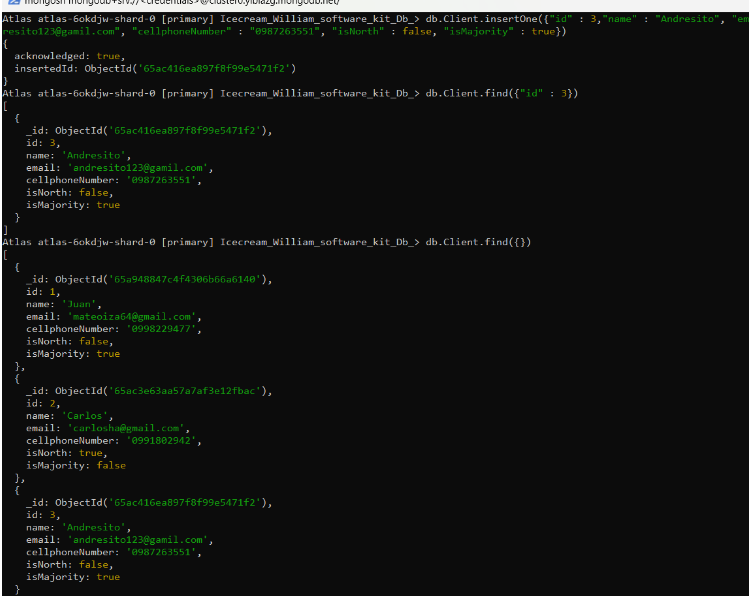 mongosh mongodb+srv://<credentials>@cluster0.yiblazg.mongodb.net/
Atlas atlas-6okdjw-shard-0 [primary] Icecream_William_software_kit_Db_> db.Client.insertOne({"id" : 3,"name" : "Andresito", "em
resito123@gamil.com", "cellphoneNumber" : "0987263551", "isNorth" : false, "isMajority" : true})
{
acknowledged: true,
insertedId: ObjectId('65ac416ea897f8f99e5471f2')
}
Atlas atlas-6okdjw-shard-0 [primary] Icecream_William_software_kit_Db_> db.Client.find({"id" : 3})
[
{
_id: ObjectId('65ac416ea897f8f99e5471f2'),
id: 3,
name: 'Andresito',
email: 'andresito123@gamil.com',
cellphoneNumber: '0987263551',
isNorth: false,
isMajority: true
}
]
Atlas atlas-6okdjw-shard-0 [primary] Icecream_William_software_kit_Db_> db.Client.find({})
[
{
_id: ObjectId('65a948847c4f4306b66a6140'),
id: 1,
name: 'Juan',
email: 'mateoiza64@gmail.com',
cellphoneNumber: '0998229477',
isNorth: false,
isMajority: true
},
{
_id: ObjectId('65ac3e63aa57a7af3e12fbac'),
id: 2,
name: 'Carlos',
email: 'carlosha@gmail.com',
cellphoneNumber: '0991802942',
isNorth: true,
isMajority: false
},
{
_id: ObjectId('65ac416ea897f8f99e5471f2'),
id: 3,
name: 'Andresito',
email: 'andresito123@gamil.com',
cellphoneNumber: '0987263551',
isNorth: false,
isMajority: true
}